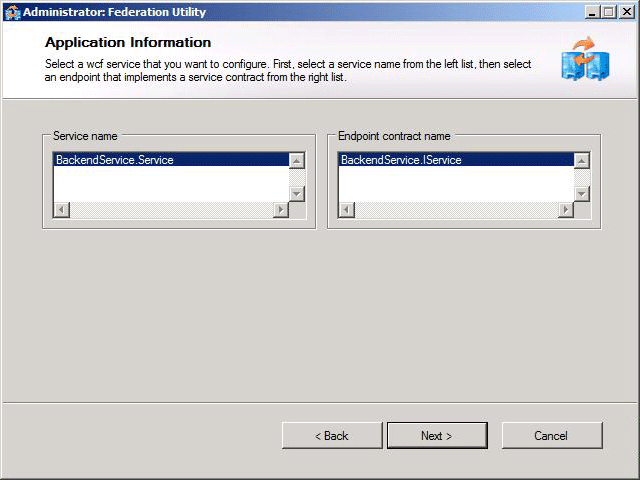 Administrator: Federation Utility
Application Information
Select a wcf service that you want to configure. First, select a service name from the left list, then select
an endpoint that implements a service contract from the right list.
Service name
Endpoint contract name
BackendService.Service
BackendService.IService
< Back
Next >
Cancel